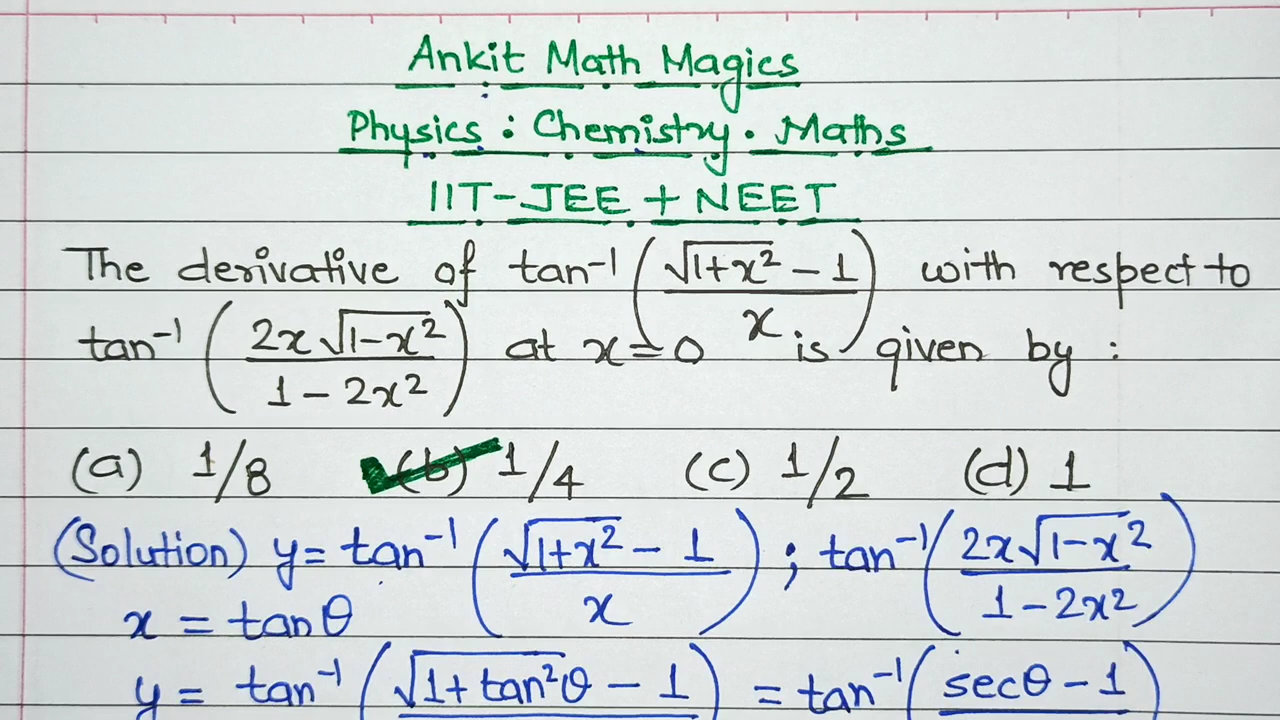 Ankit Math Magics
Physics : Chemistry . Maths
IIT-JEE + NEET
The derivative of tan⁻¹ ( (√(1+x²) − 1) / x ) with respect to
tan⁻¹ ( (2x√(1−x²)) / (1 − 2x²) ) at x = 0 is given by :
(a) 1/8 (b) 1/4 (c) 1/2 (d) 1
(Solution) y = tan⁻¹ ( (√(1+x²) − 1) / x ) ; tan⁻¹ ( (2x√(1−x²)) / (1 − 2x²) )
x = tanθ
y = tan⁻¹ ( √(1 + tan²θ) − 1 ) = tan⁻¹ ( secθ − 1 )